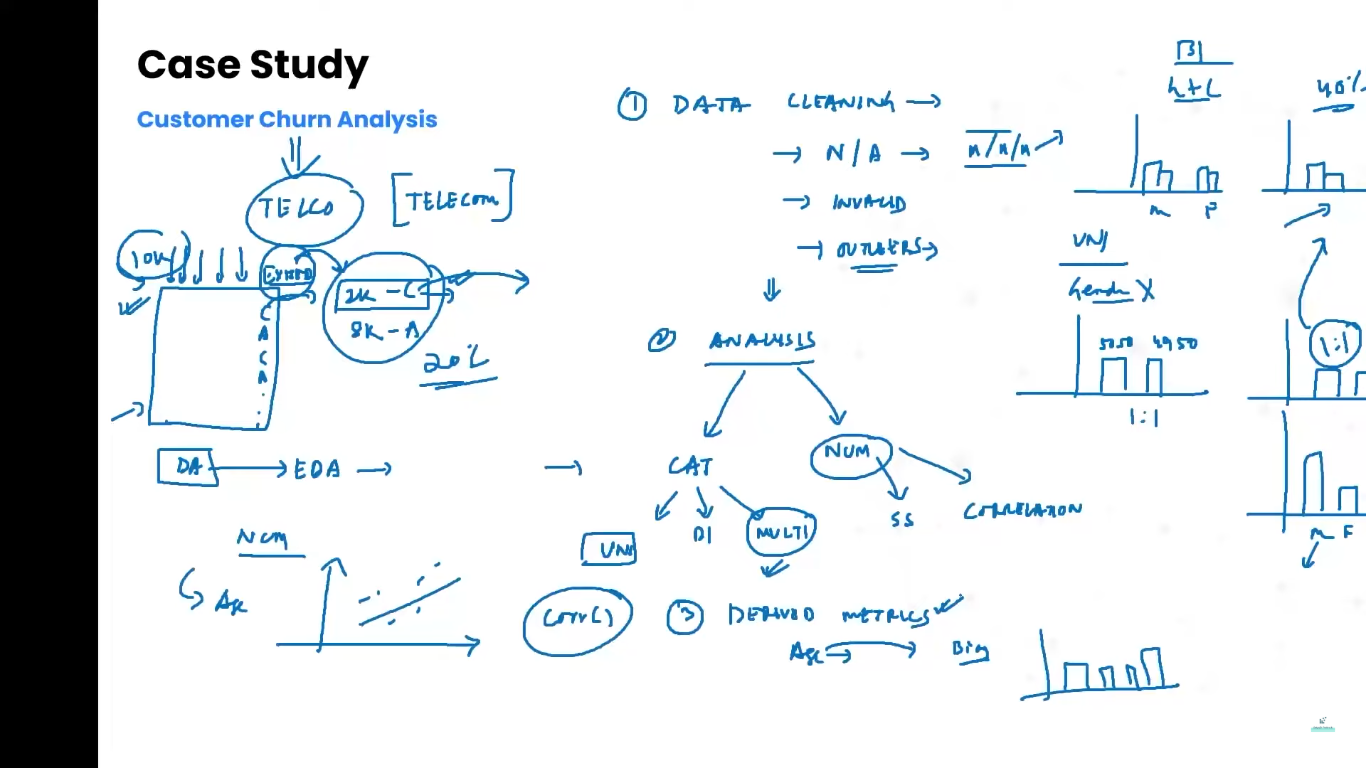 Case Study
Customer Churn Analysis
TELCO
[TELECOM]
10K
2K - C
8K - A
20%
C
A
C
A
DA → EDA →
NUM
Age
① DATA CLEANING →
→ N/A → M/M/M
→ INVALID
→ OUTLIERS →
② ANALYSIS
CAT
NUM
UNI
DI
MULTI
SS
CORRELATION
Corr()
③ DERIVED METRICS
Age → Bin
BI
G + C
M F
40%
UNI
Gender X
5050 4950
1:1
1:1
M F